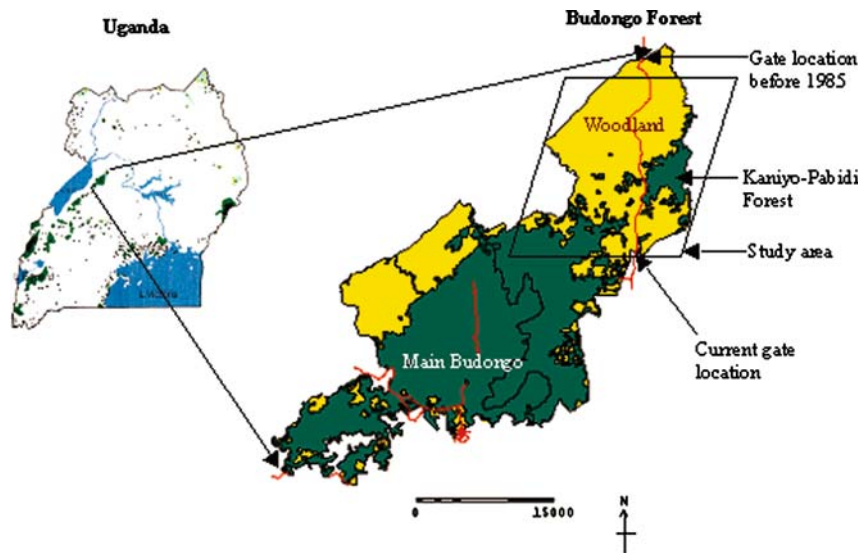 Uganda
Budongo Forest
Gate location
before 1985
Woodland
Kaniyo-Pabidi
Forest
Study area
Main Budongo
Current gate
location
0 15000
N